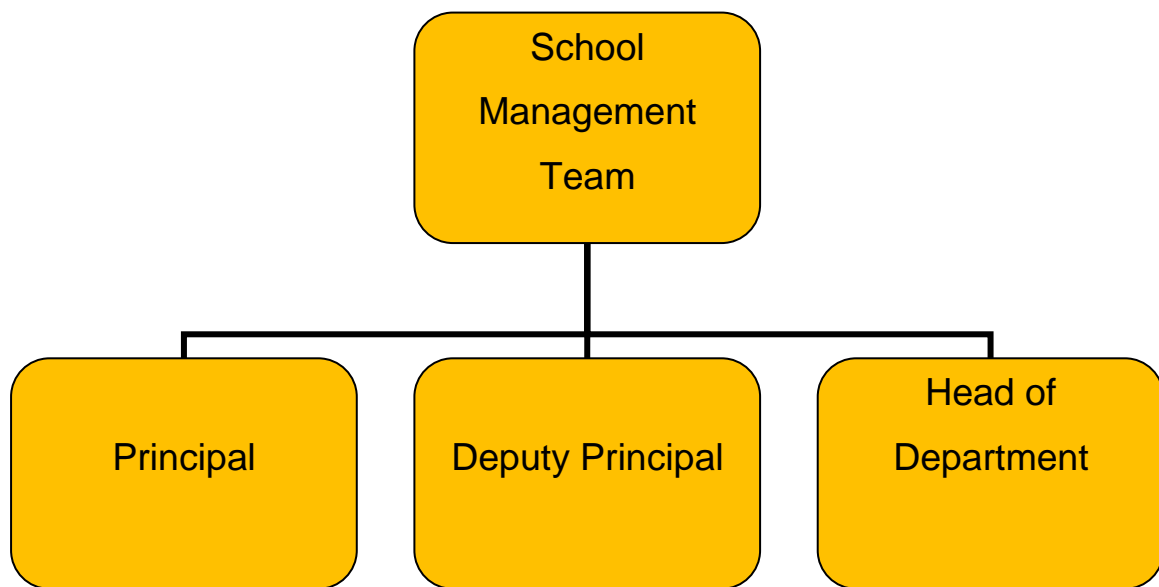 School
Management
Team
Principal
Deputy Principal
Head of
Department